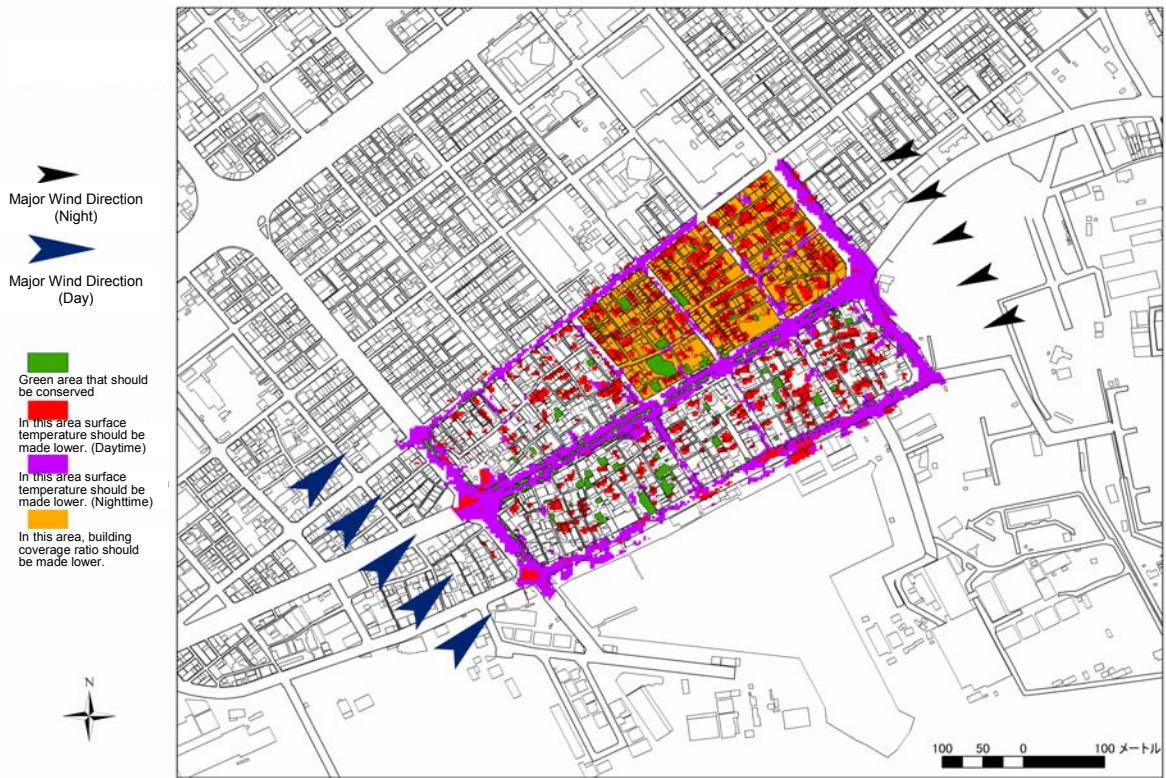 Major Wind Direction
(Night)
Major Wind Direction
(Day)
Green area that should
be conserved
In this area surface
temperature should be
made lower. (Daytime)
In this area surface
temperature should be
made lower. (Nighttime)
In this area, building
coverage ratio should
be made lower.
N
100 50 0 100 メートル